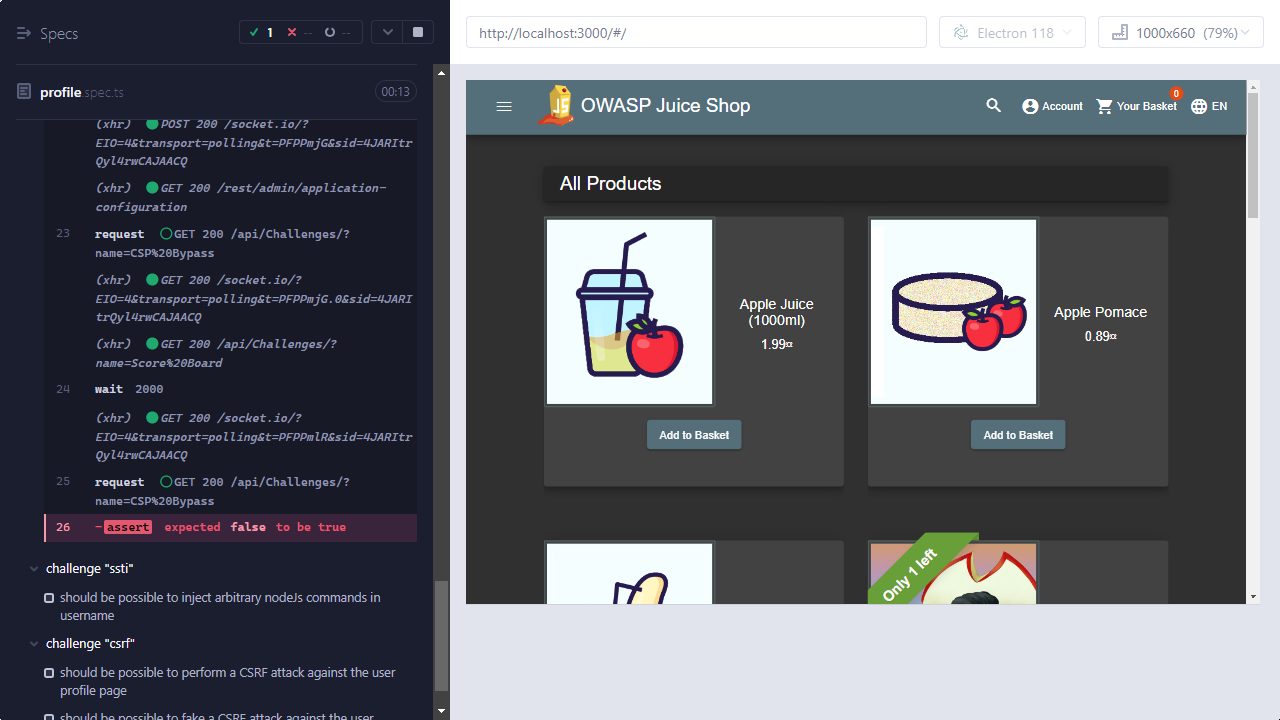 Specs
1
--
--
profile.spec.ts
00:13
(xhr) POST 200 /socket.io/?
EIO=4&transport=polling&t=PFPPmjG&sid=4JARItr
Qyl4rwCAJAACQ
(xhr) GET 200 /rest/admin/application-
configuration
23 request GET 200 /api/Challenges/?
name=CSP%20Bypass
(xhr) GET 200 /socket.io/?
EIO=4&transport=polling&t=PFPPmjG.0&sid=4JARI
trQyl4rwCAJAACQ
(xhr) GET 200 /api/Challenges/?
name=Score%20Board
24 wait 2000
(xhr) GET 200 /socket.io/?
EIO=4&transport=polling&t=PFPPmlR&sid=4JARItr
Qyl4rwCAJAACQ
25 request GET 200 /api/Challenges/?
name=CSP%20Bypass
26 -assert expected false to be true
challenge "ssti"
should be possible to inject arbitrary nodeJs commands in
username
challenge "csrf"
should be possible to perform a CSRF attack against the user
profile page
should be possible to fake a CSRF attack against the user
http://localhost:3000/#/
Electron 118
1000x660 (79%)
JS
OWASP Juice Shop
Account
Your Basket
0
EN
All Products
Apple Juice
(1000ml)
1.99¤
Add to Basket
Apple Pomace
0.89¤
Add to Basket
Only 1 left